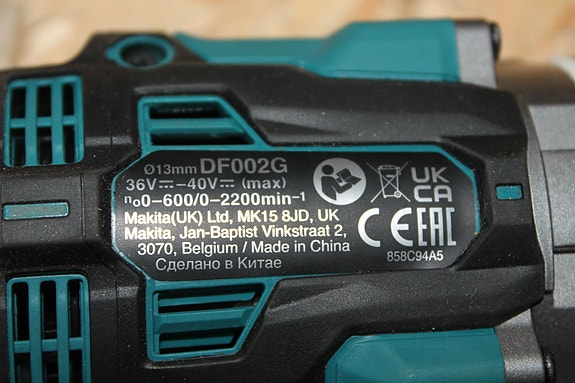 Ø13mm DF002G
36V⎓-40V⎓ (max)
n₀0-600/0-2200min⁻¹
Makita(UK) Ltd, MK15 8JD, UK
Makita, Jan-Baptist Vinkstraat 2,
3070, Belgium / Made in China
Сделано в Китае
UK
CA
CE EAC
858C94A5